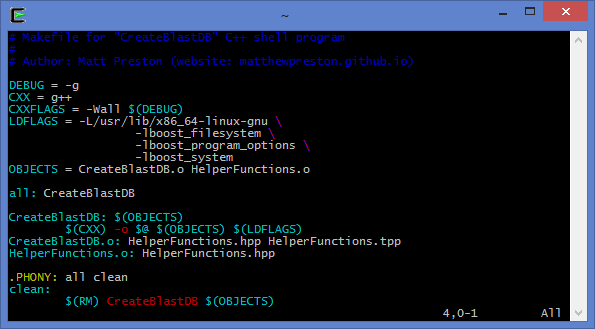 ~
# Makefile for "CreateBlastDB" C++ shell program
#
# Author: Matt Preston (website: matthewpreston.github.io)
DEBUG = -g
CXX = g++
CXXFLAGS = -Wall $(DEBUG)
LDFLAGS = -L/usr/lib/x86_64-linux-gnu \
-lboost_filesystem \
-lboost_program_options \
-lboost_system
OBJECTS = CreateBlastDB.o HelperFunctions.o
all: CreateBlastDB
CreateBlastDB: $(OBJECTS)
$(CXX) -o $@ $(OBJECTS) $(LDFLAGS)
CreateBlastDB.o: HelperFunctions.hpp HelperFunctions.tpp
HelperFunctions.o: HelperFunctions.hpp
.PHONY: all clean
clean:
$(RM) CreateBlastDB $(OBJECTS)
4,0-1 All